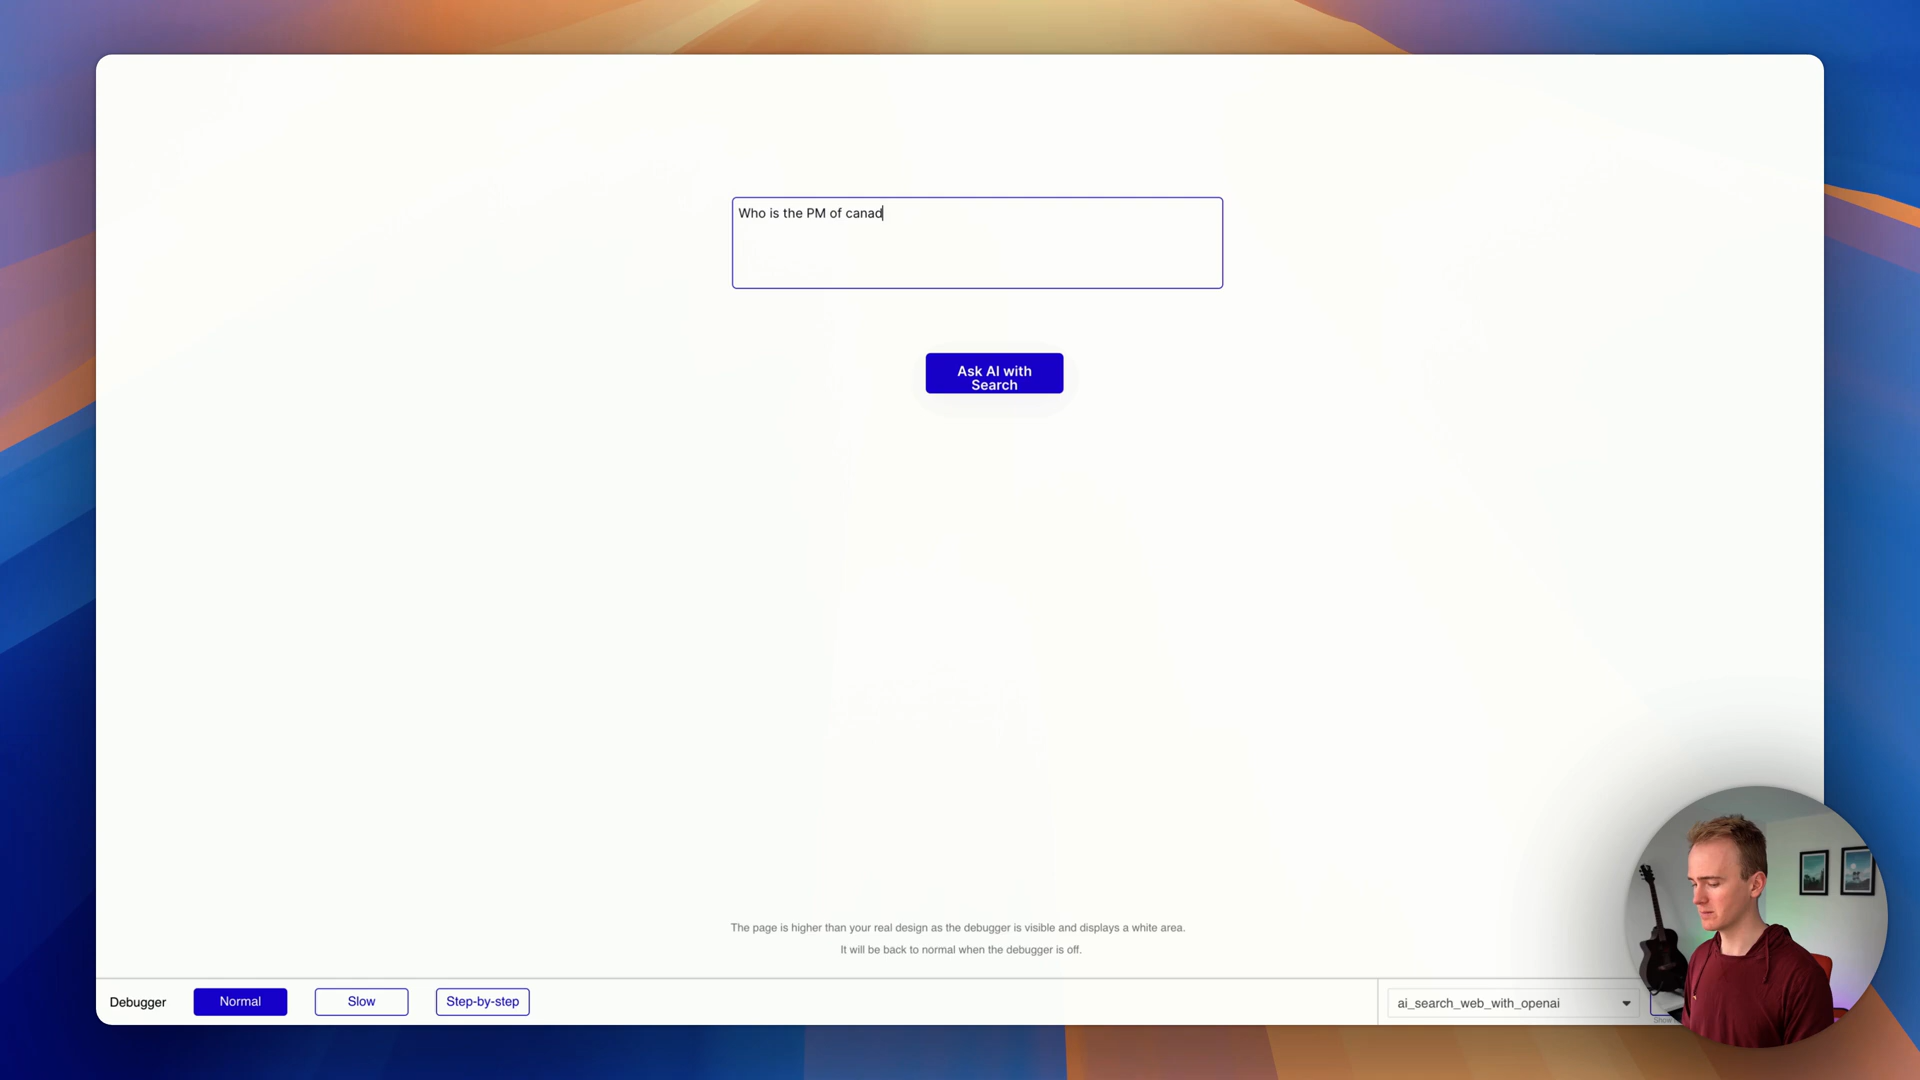 Who is the PM of canad
Ask AI with
Search
The page is higher than your real design as the debugger is visible and displays a white area.
It will be back to normal when the debugger is off.
Debugger
Normal
Slow
Step-by-step
ai_search_web_with_openai
Show